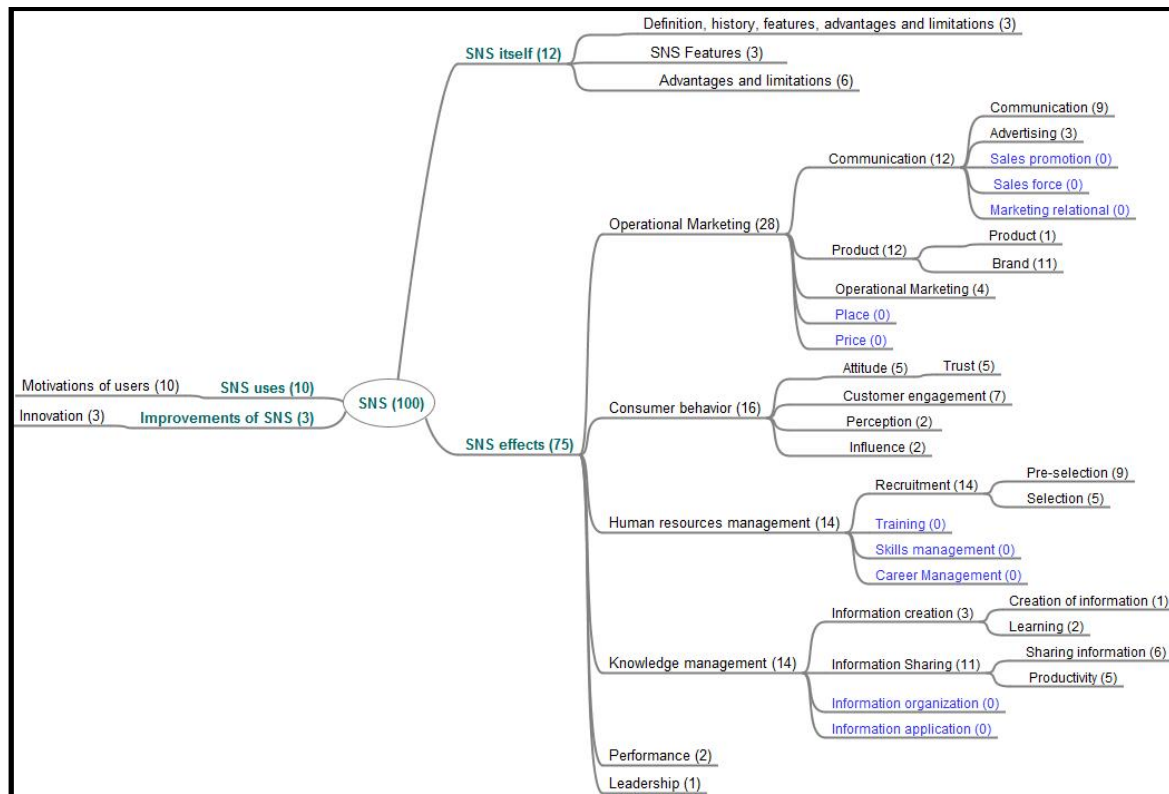 Definition, history, features, advantages and limitations (3)
SNS itself (12)
SNS Features (3)
Advantages and limitations (6)
Communication (9)
Advertising (3)
Communication (12)
Sales promotion (0)
Sales force (0)
Marketing relational (0)
Operational Marketing (28)
Product (12)
Product (1)
Brand (11)
Operational Marketing (4)
Place (0)
Price (0)
Motivations of users (10)
SNS uses (10)
Innovation (3)
Improvements of SNS (3)
SNS (100)
SNS effects (75)
Consumer behavior (16)
Attitude (5)
Trust (5)
Customer engagement (7)
Perception (2)
Influence (2)
Human resources management (14)
Recruitment (14)
Pre-selection (9)
Selection (5)
Training (0)
Skills management (0)
Career Management (0)
Knowledge management (14)
Information creation (3)
Creation of information (1)
Learning (2)
Information Sharing (11)
Sharing information (6)
Productivity (5)
Information organization (0)
Information application (0)
Performance (2)
Leadership (1)